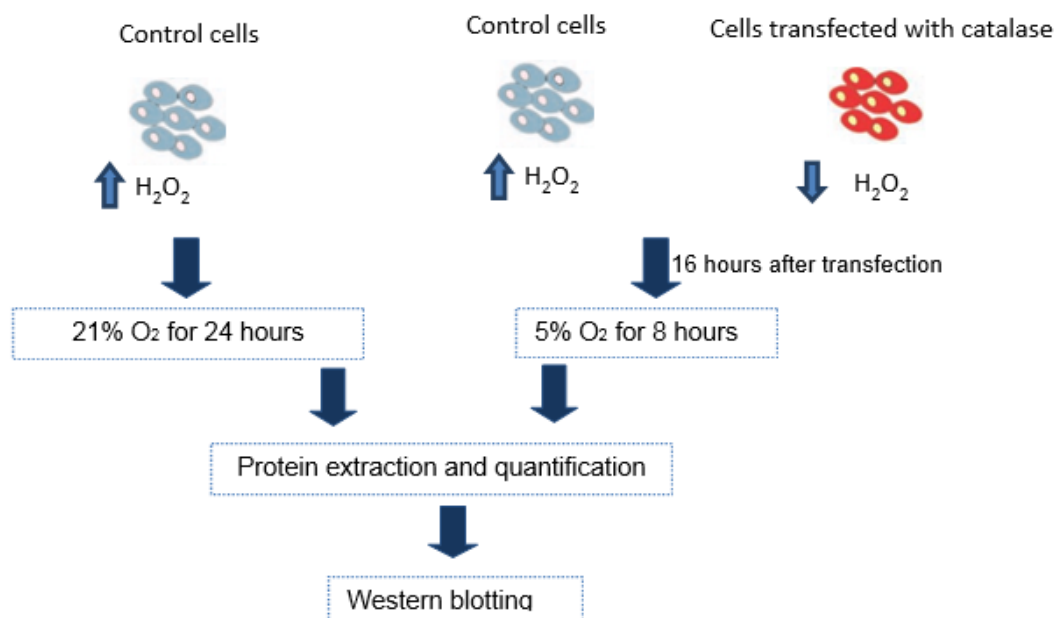 Control cells
Control cells
Cells transfected with catalase
H₂O₂
H₂O₂
H₂O₂
16 hours after transfection
21% O₂ for 24 hours
5% O₂ for 8 hours
Protein extraction and quantification
Western blotting